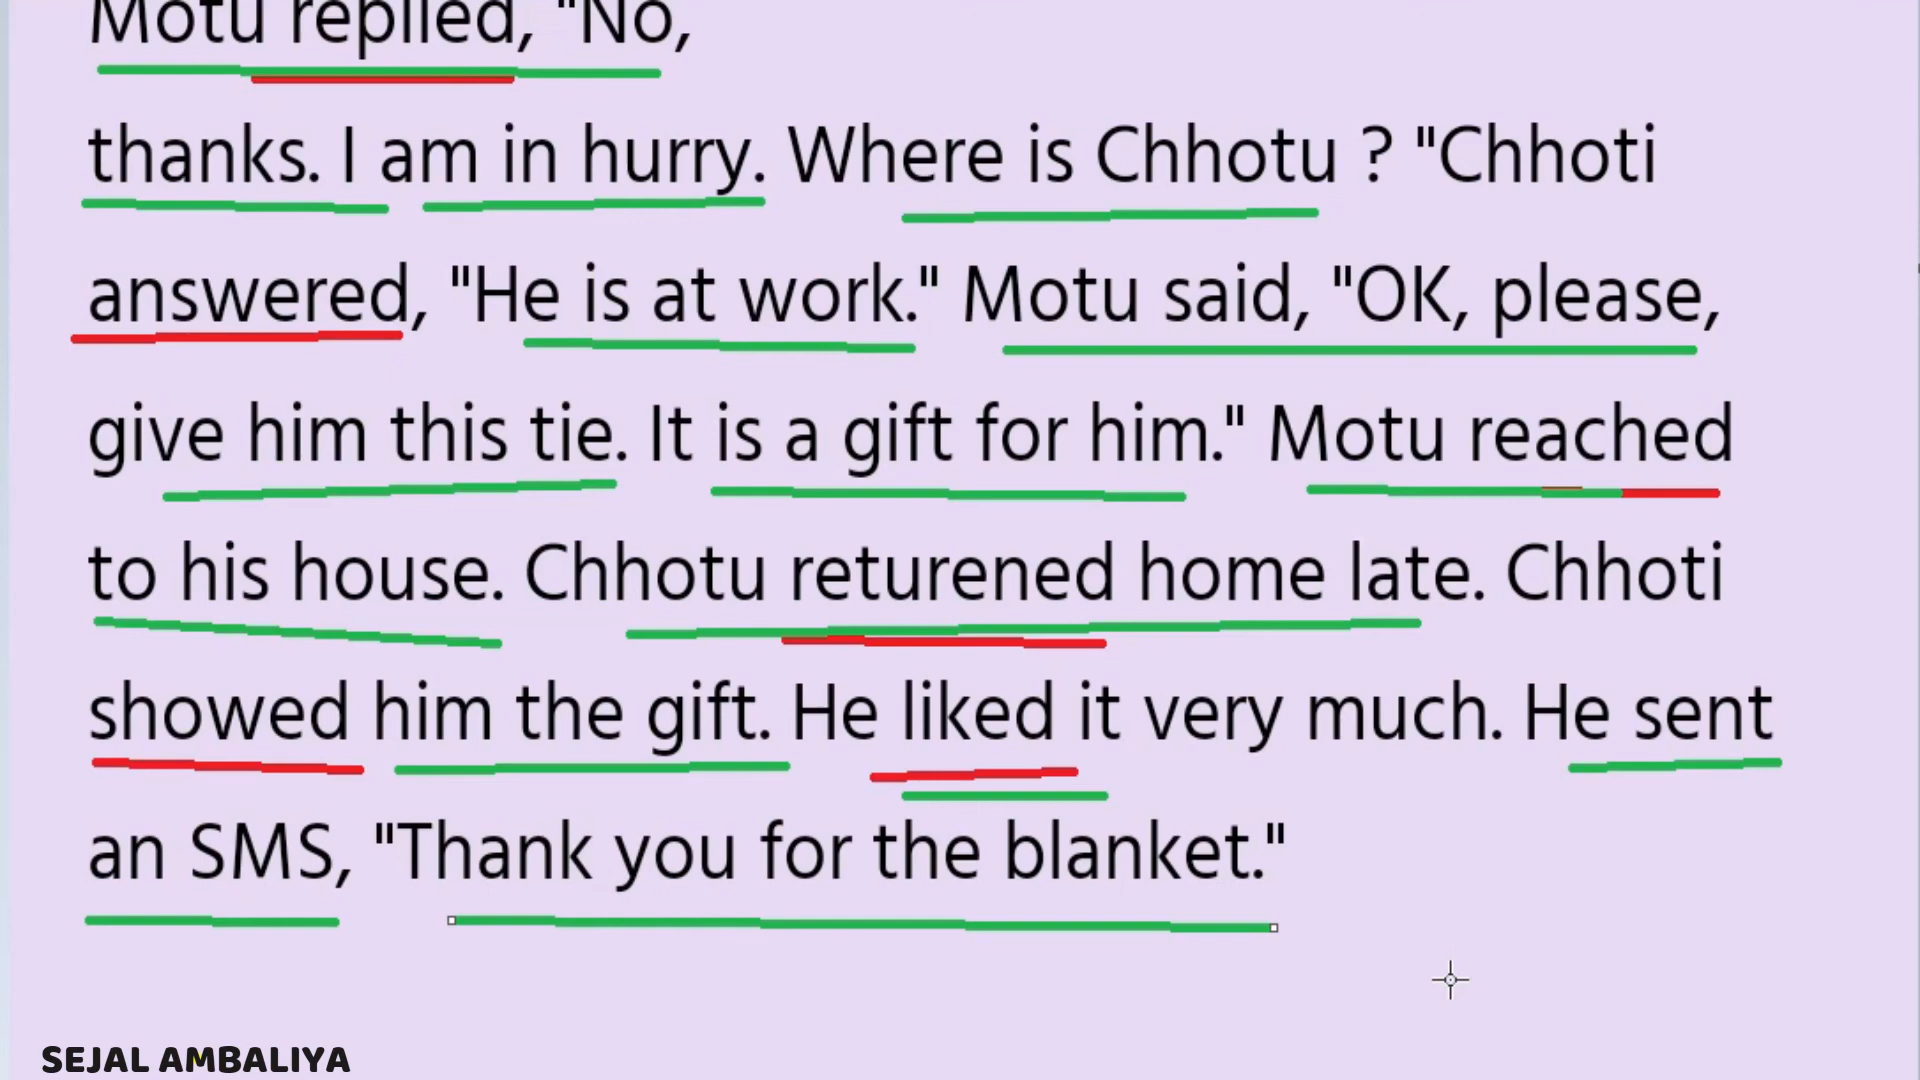 Motu replied, "No,
thanks. I am in hurry. Where is Chhotu ? "Chhoti
answered, "He is at work." Motu said, "OK, please,
give him this tie. It is a gift for him." Motu reached
to his house. Chhotu returened home late. Chhoti
showed him the gift. He liked it very much. He sent
an SMS, "Thank you for the blanket."
SEJAL AMBALIYA